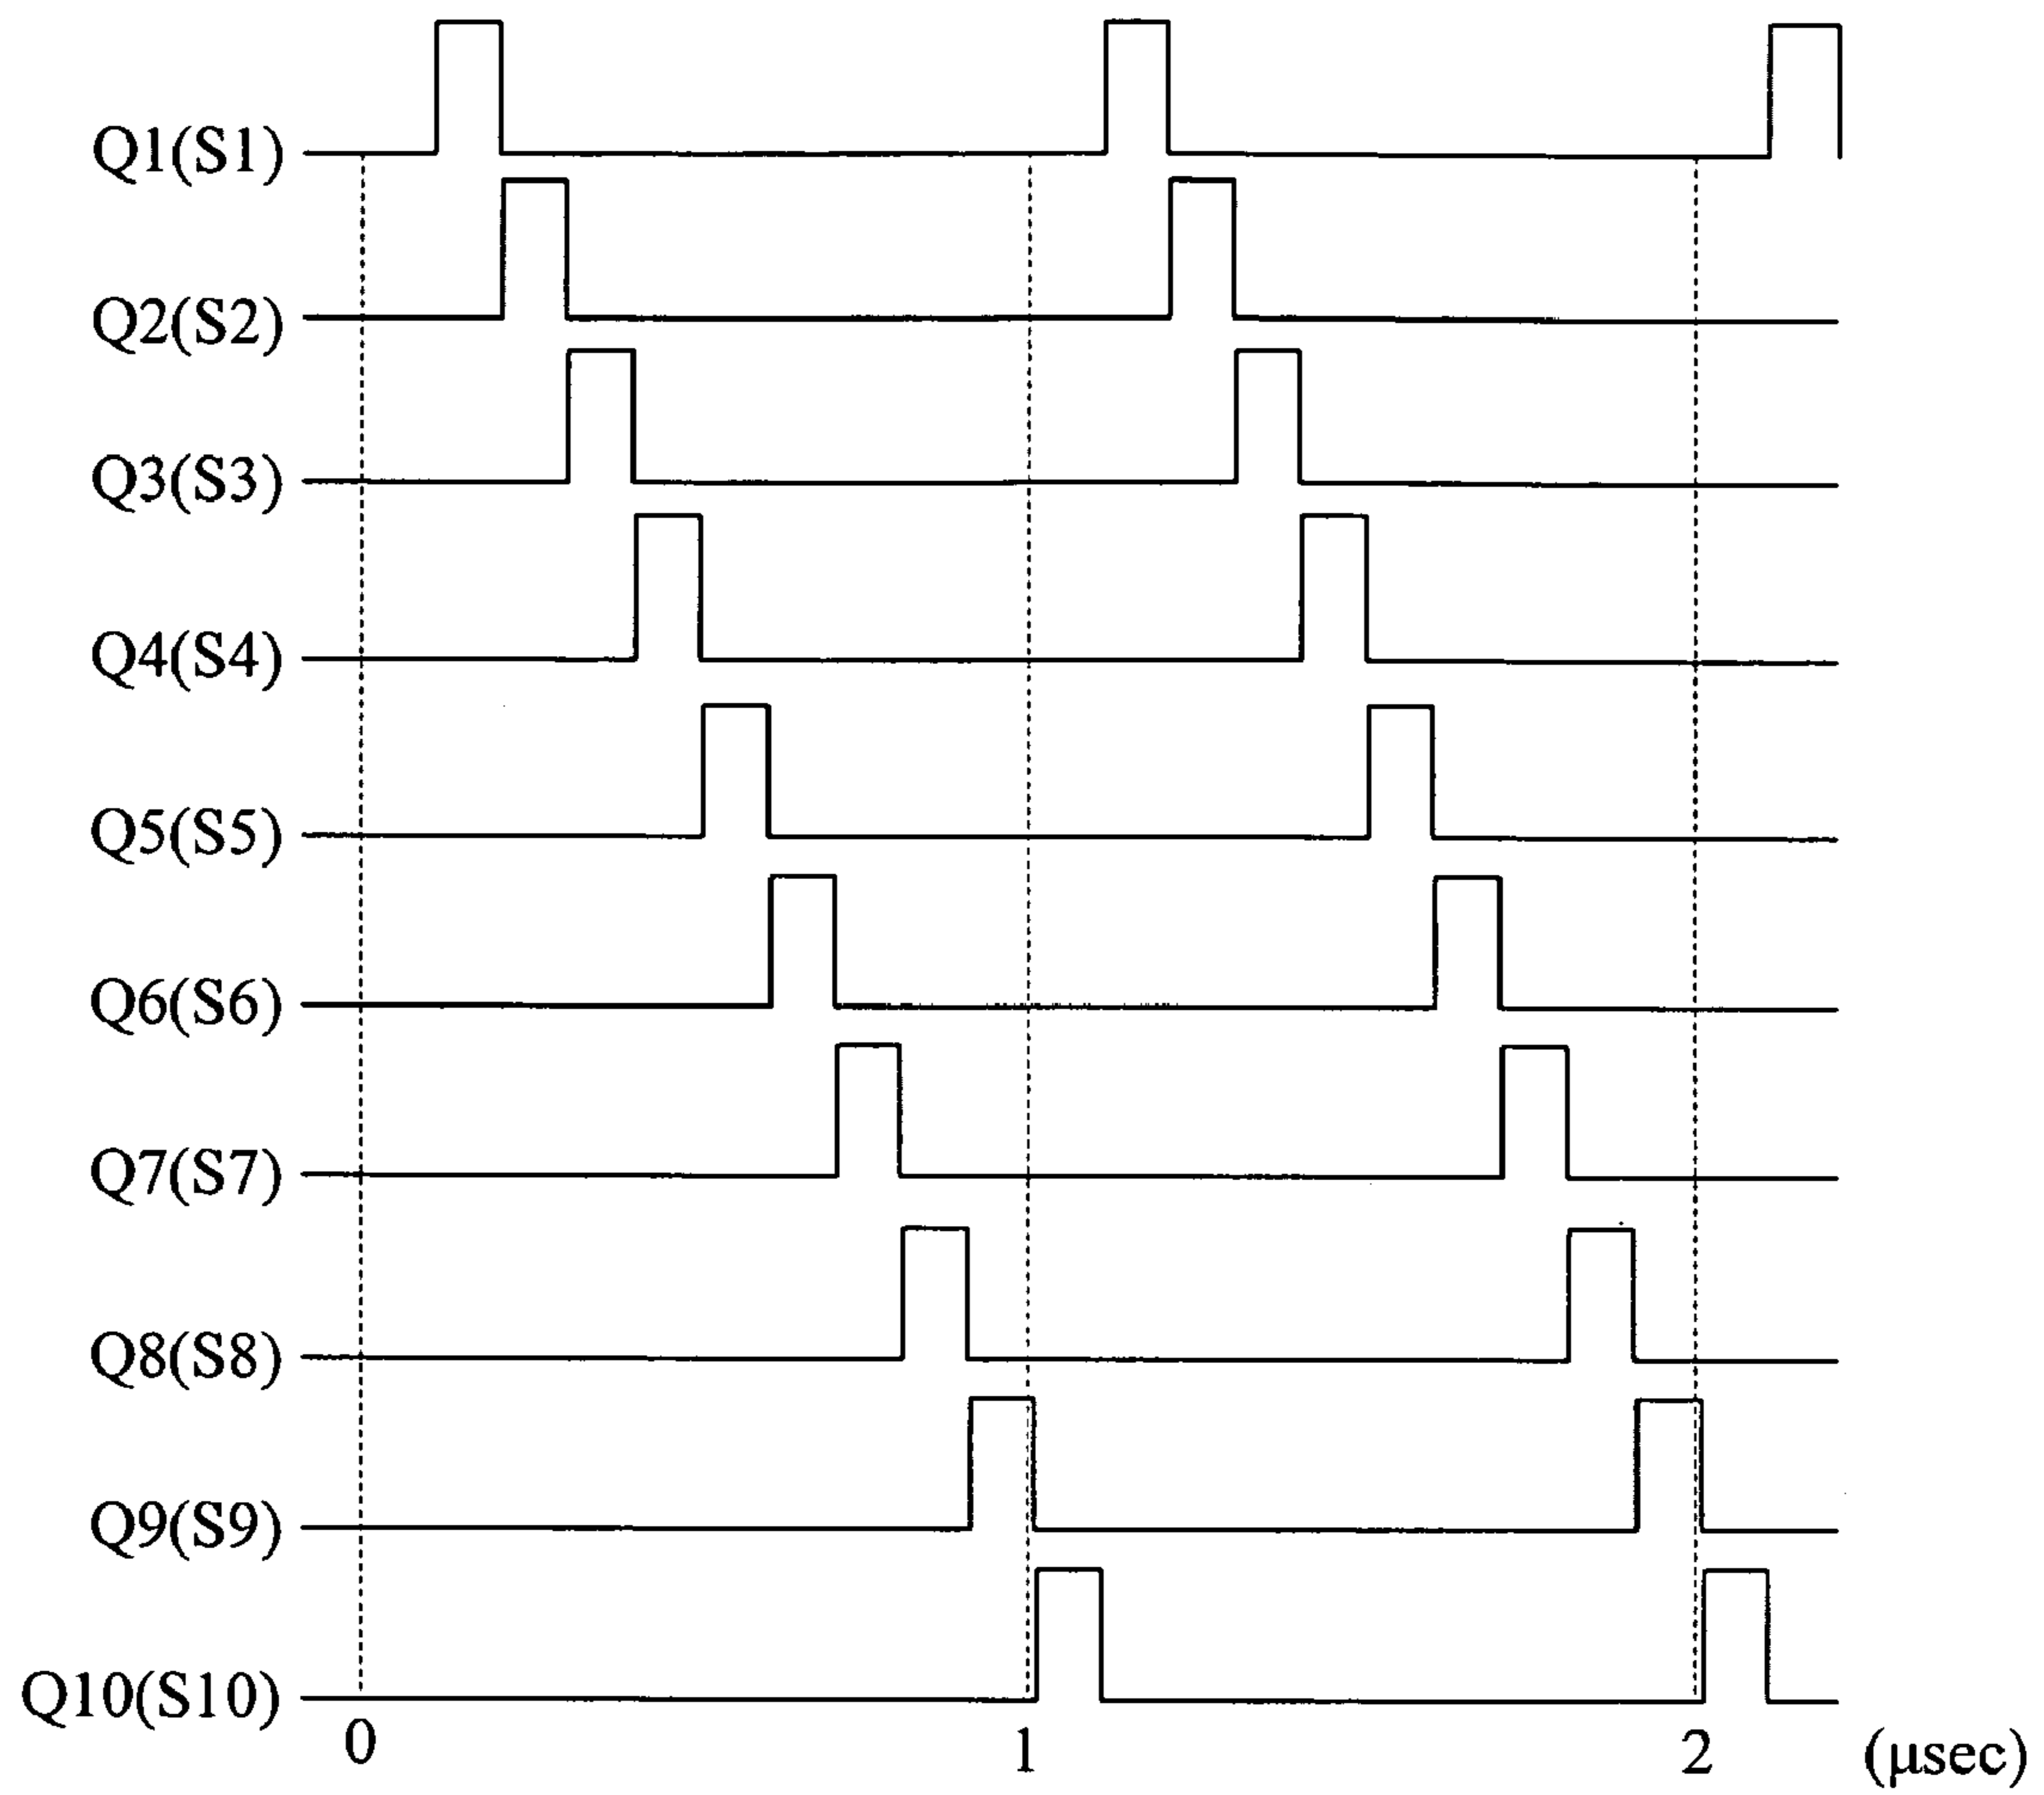 Q1(S1)
Q2(S2)
Q3(S3)
Q4(S4)
Q5(S5)
Q6(S6)
Q7(S7)
Q8(S8)
Q9(S9)
Q10(S10)
0 1 2 (μsec)